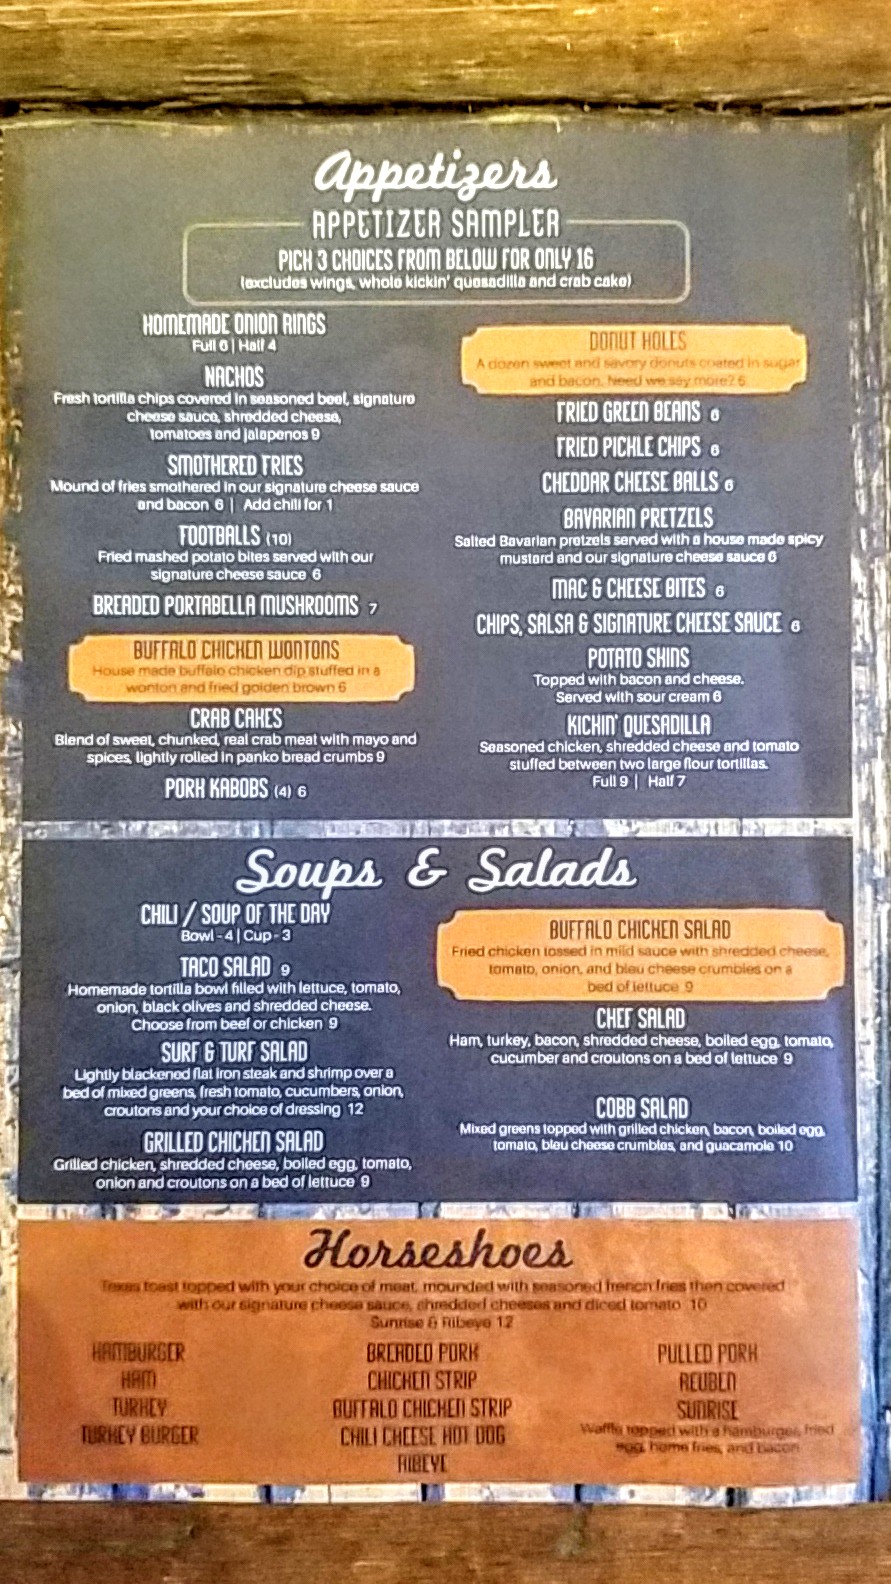 Appetizers
APPETIZER SAMPLER
PICK 3 CHOICES FROM BELOW FOR ONLY 16
(excludes wings, whole kickin' quesadilla and crab cake)
HOMEMADE ONION RINGS
Full 6 | Half 4
NACHOS
Fresh tortilla chips covered in seasoned beef, signature
cheese sauce, shredded cheese,
tomatoes and jalapenos 9
SMOTHERED FRIES
Mound of fries smothered in our signature cheese sauce
and bacon 6 | Add chili for 1
FOOTBALLS (10)
Fried mashed potato bites served with our
signature cheese sauce 6
BREADED PORTABELLA MUSHROOMS 7
BUFFALO CHICKEN WONTONS
House made buffalo chicken dip stuffed in a
wonton and fried golden brown 6
CRAB CAKES
Blend of sweet, chunked, real crab meat with mayo and
spices, lightly rolled in panko bread crumbs 9
PORK KABOBS (4) 6
DONUT HOLES
A dozen sweet and savory donuts coated in sugar
and bacon. Need we say more? 6
FRIED GREEN BEANS 6
FRIED PICKLE CHIPS 6
CHEDDAR CHEESE BALLS 6
BAVARIAN PRETZELS
Salted Bavarian pretzels served with a house made spicy
mustard and our signature cheese sauce 6
MAC & CHEESE BITES 6
CHIPS, SALSA & SIGNATURE CHEESE SAUCE 6
POTATO SKINS
Topped with bacon and cheese.
Served with sour cream 6
KICKIN' QUESADILLA
Seasoned chicken, shredded cheese and tomato
stuffed between two large flour tortillas.
Full 9 | Half 7
Soups & Salads
CHILI / SOUP OF THE DAY
Bowl - 4 | Cup - 3
TACO SALAD 9
Homemade tortilla bowl filled with lettuce, tomato,
onion, black olives and shredded cheese.
Choose from beef or chicken 9
SURF & TURF SALAD
Lightly blackened flat iron steak and shrimp over a
bed of mixed greens, fresh tomato, cucumbers, onion,
croutons and your choice of dressing 12
GRILLED CHICKEN SALAD
Grilled chicken, shredded cheese, boiled egg, tomato,
onion and croutons on a bed of lettuce 9
BUFFALO CHICKEN SALAD
Fried chicken tossed in mild sauce with shredded cheese,
tomato, onion, and bleu cheese crumbles on a
bed of lettuce 9
CHEF SALAD
Ham, turkey, bacon, shredded cheese, boiled egg, tomato,
cucumber and croutons on a bed of lettuce 9
COBB SALAD
Mixed greens topped with grilled chicken, bacon, boiled egg,
tomato, bleu cheese crumbles, and guacamole 10
Horseshoes
Texas toast topped with your choice of meat, mounded with seasoned french fries then covered
with our signature cheese sauce, shredded cheeses and diced tomato 10
Sunrise & Ribeye 12
HAMBURGER
HAM
TURKEY
TURKEY BURGER
BREADED PORK
CHICKEN STRIP
BUFFALO CHICKEN STRIP
CHILI CHEESE HOT DOG
RIBEYE
PULLED PORK
REUBEN
SUNRISE
Waffle topped with a hamburger, fried
egg, home fries, and bacon